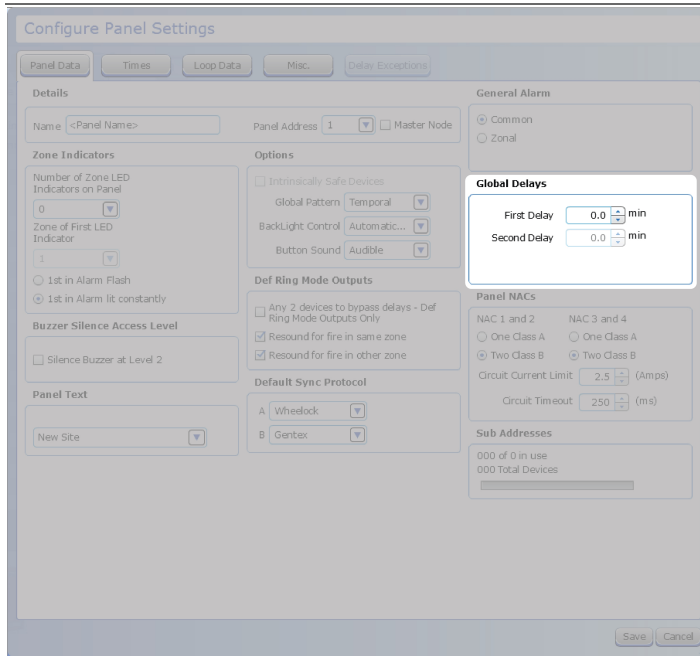 Configure Panel Settings
Panel Data
Times
Loop Data
Misc.
Delay Exceptions
Details
Name <Panel Name>
Panel Address 1
Master Node
General Alarm
Common
Zonal
Zone Indicators
Number of Zone LED
Indicators on Panel
0
Zone of First LED
Indicator
1
1st in Alarm Flash
1st in Alarm lit constantly
Options
Intrinsically Safe Devices
Global Pattern Temporal
BackLight Control Automatic...
Button Sound Audible
Global Delays
First Delay 0.0 min
Second Delay 0.0 min
Def Ring Mode Outputs
Any 2 devices to bypass delays - Def
Ring Mode Outputs Only
Resound for fire in same zone
Resound for fire in other zone
Panel NACs
NAC 1 and 2 NAC 3 and 4
One Class A One Class A
Two Class B Two Class B
Circuit Current Limit 2.5 (Amps)
Circuit Timeout 250 (ms)
Buzzer Silence Access Level
Silence Buzzer at Level 2
Default Sync Protocol
A Wheelock
B Gentex
Panel Text
New Site
Sub Addresses
000 of 0 in use
000 Total Devices
Save
Cancel